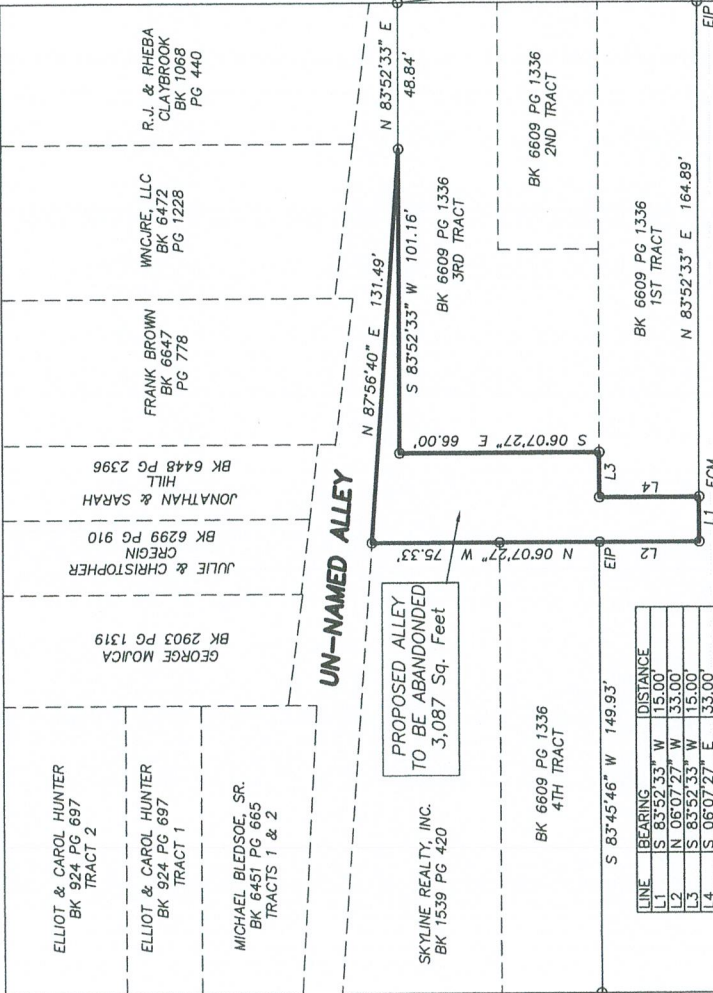 ELLIOT & CAROL HUNTER
BK 924 PG 697
TRACT 2
ELLIOT & CAROL HUNTER
BK 924 PG 697
TRACT 1
MICHAEL BLEDSOE, SR.
BK 6451 PG 665
TRACTS 1 & 2
GEORGE MOJICA
BK 2903 PG 1319
JULIE & CHRISTOPHER
CREGIN
BK 6299 PG 910
JONATHAN & SARAH
HILL
BK 6448 PG 2396
FRANK BROWN
BK 6647
PG 778
WNCJRE, LLC
BK 6472
PG 1228
R.J. & RHEBA
CLAYBROOK
BK 1068
PG 440
UN-NAMED ALLEY
N 87°56'40" E 131.49'
N 83°52'33" E
48.84'
S 83°52'33" W 101.16'
BK 6609 PG 1336
3RD TRACT
BK 6609 PG 1336
2ND TRACT
S 06°07'27" E 66.00'
N 06°07'27" W 75.33'
PROPOSED ALLEY
TO BE ABANDONDED
3,087 Sq. Feet
SKYLINE REALTY, INC.
BK 1539 PG 420
BK 6609 PG 1336
4TH TRACT
S 83°45'46" W 149.93'
EIP
L3
L4
L2
L1
ECM
BK 6609 PG 1336
1ST TRACT
N 83°52'33" E 164.89'
EIP
LINE BEARING DISTANCE
L1 S 83°52'33" W 15.00'
L2 N 06°07'27" W 33.00'
L3 S 83°52'33" W 15.00'
L4 S 06°07'27" E 33.00'